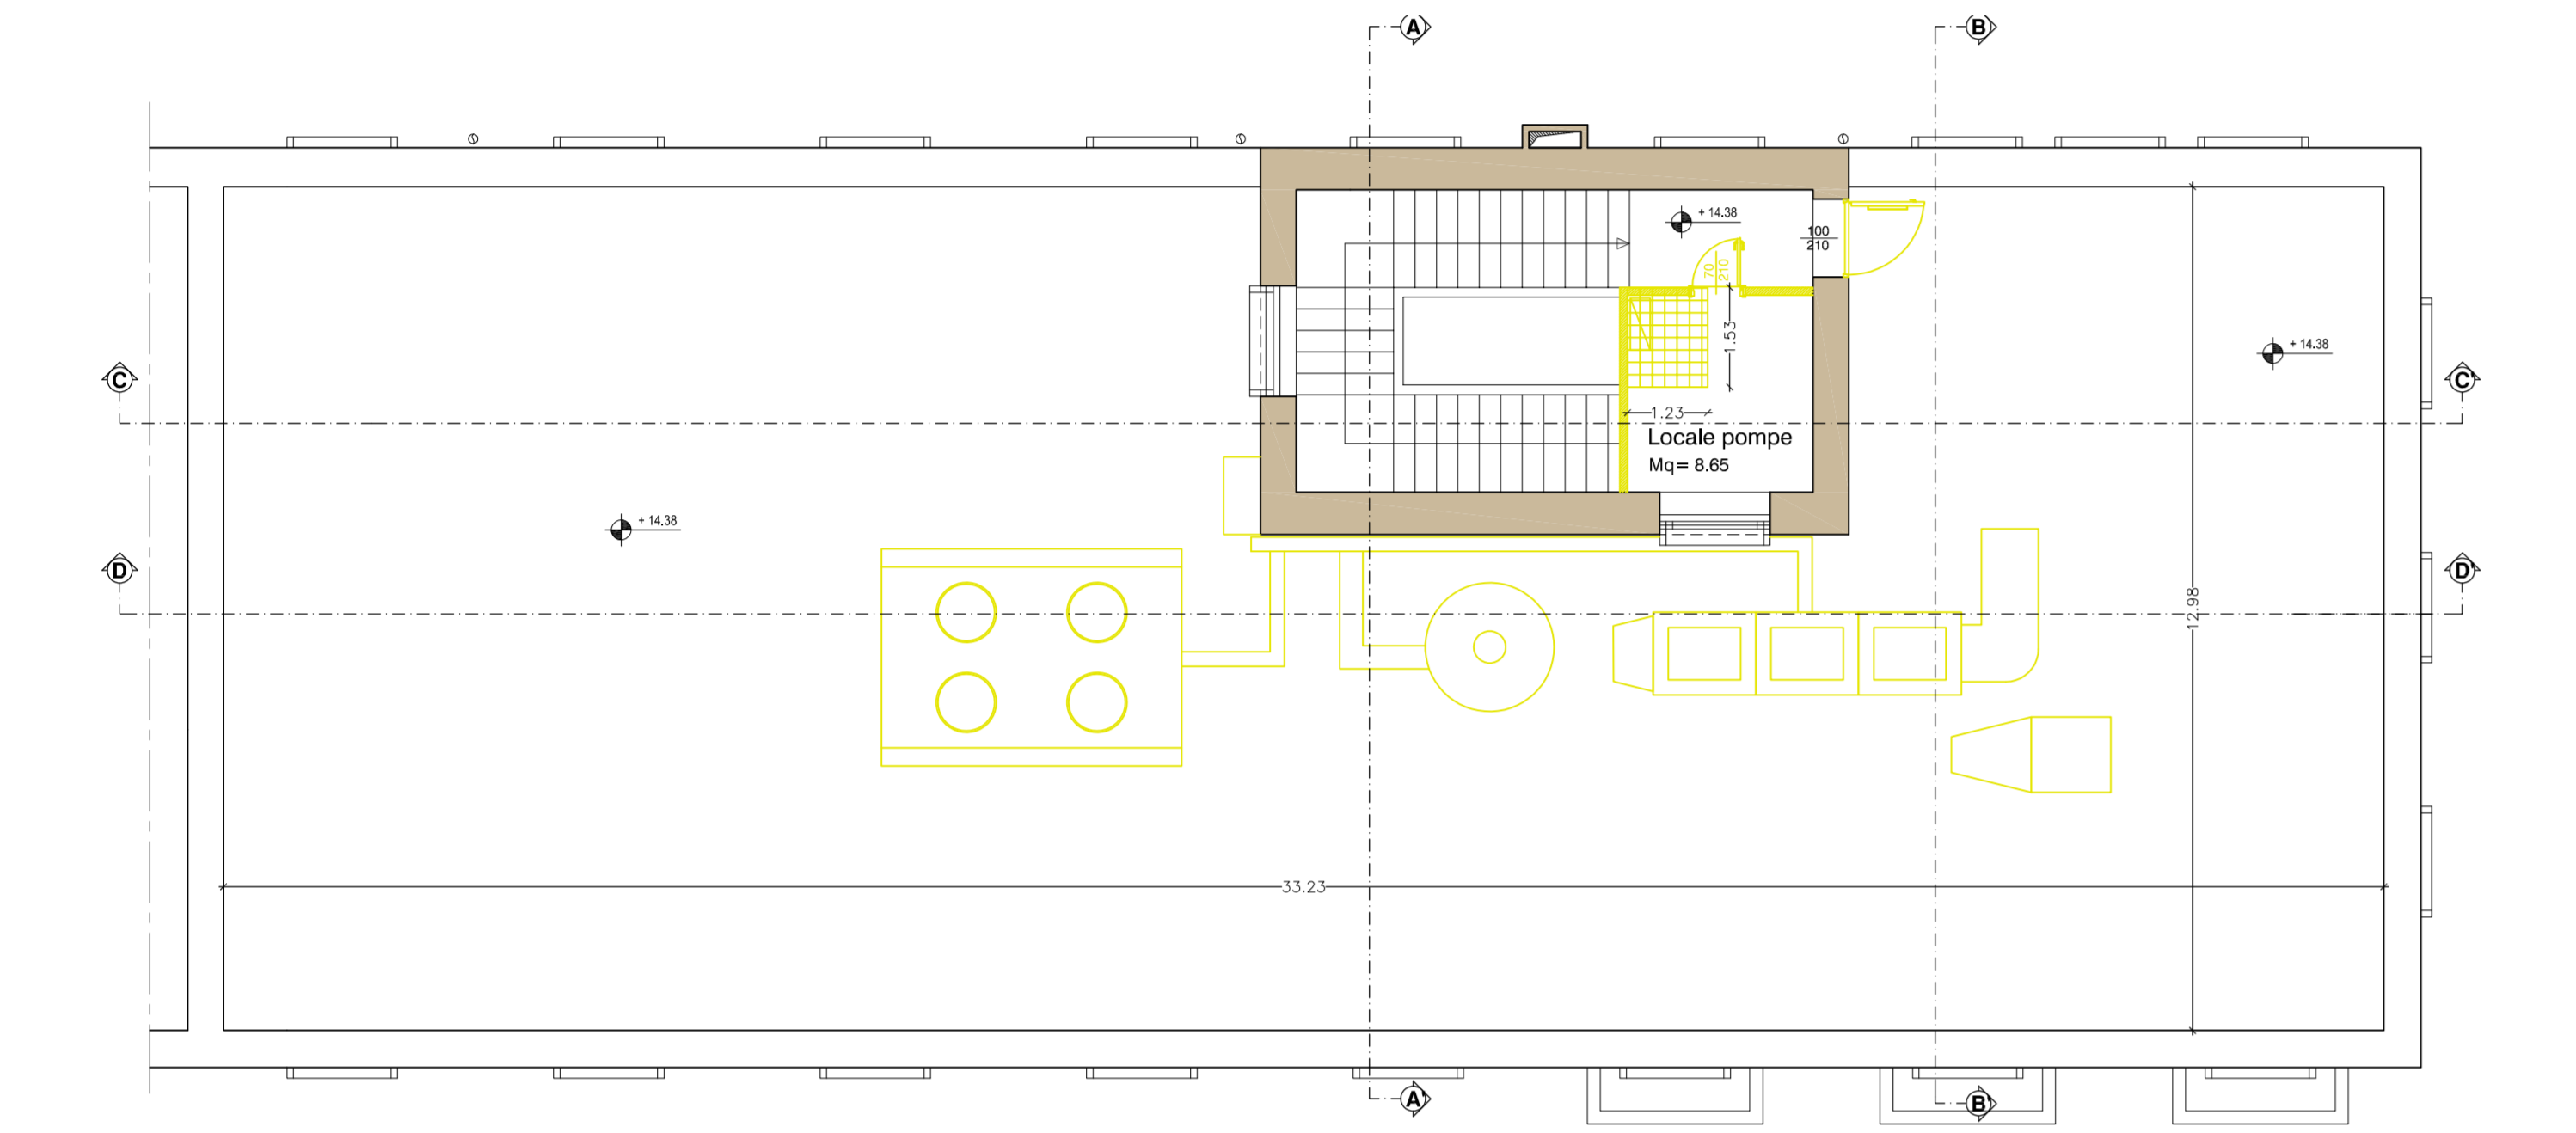 A
B
+ 14.38
100
210
70
210
1.53
+ 14.38
C
C'
1.23
Locale pompe
Mq= 8.65
+ 14.38
D
D'
12.98
33.23
A'
B'